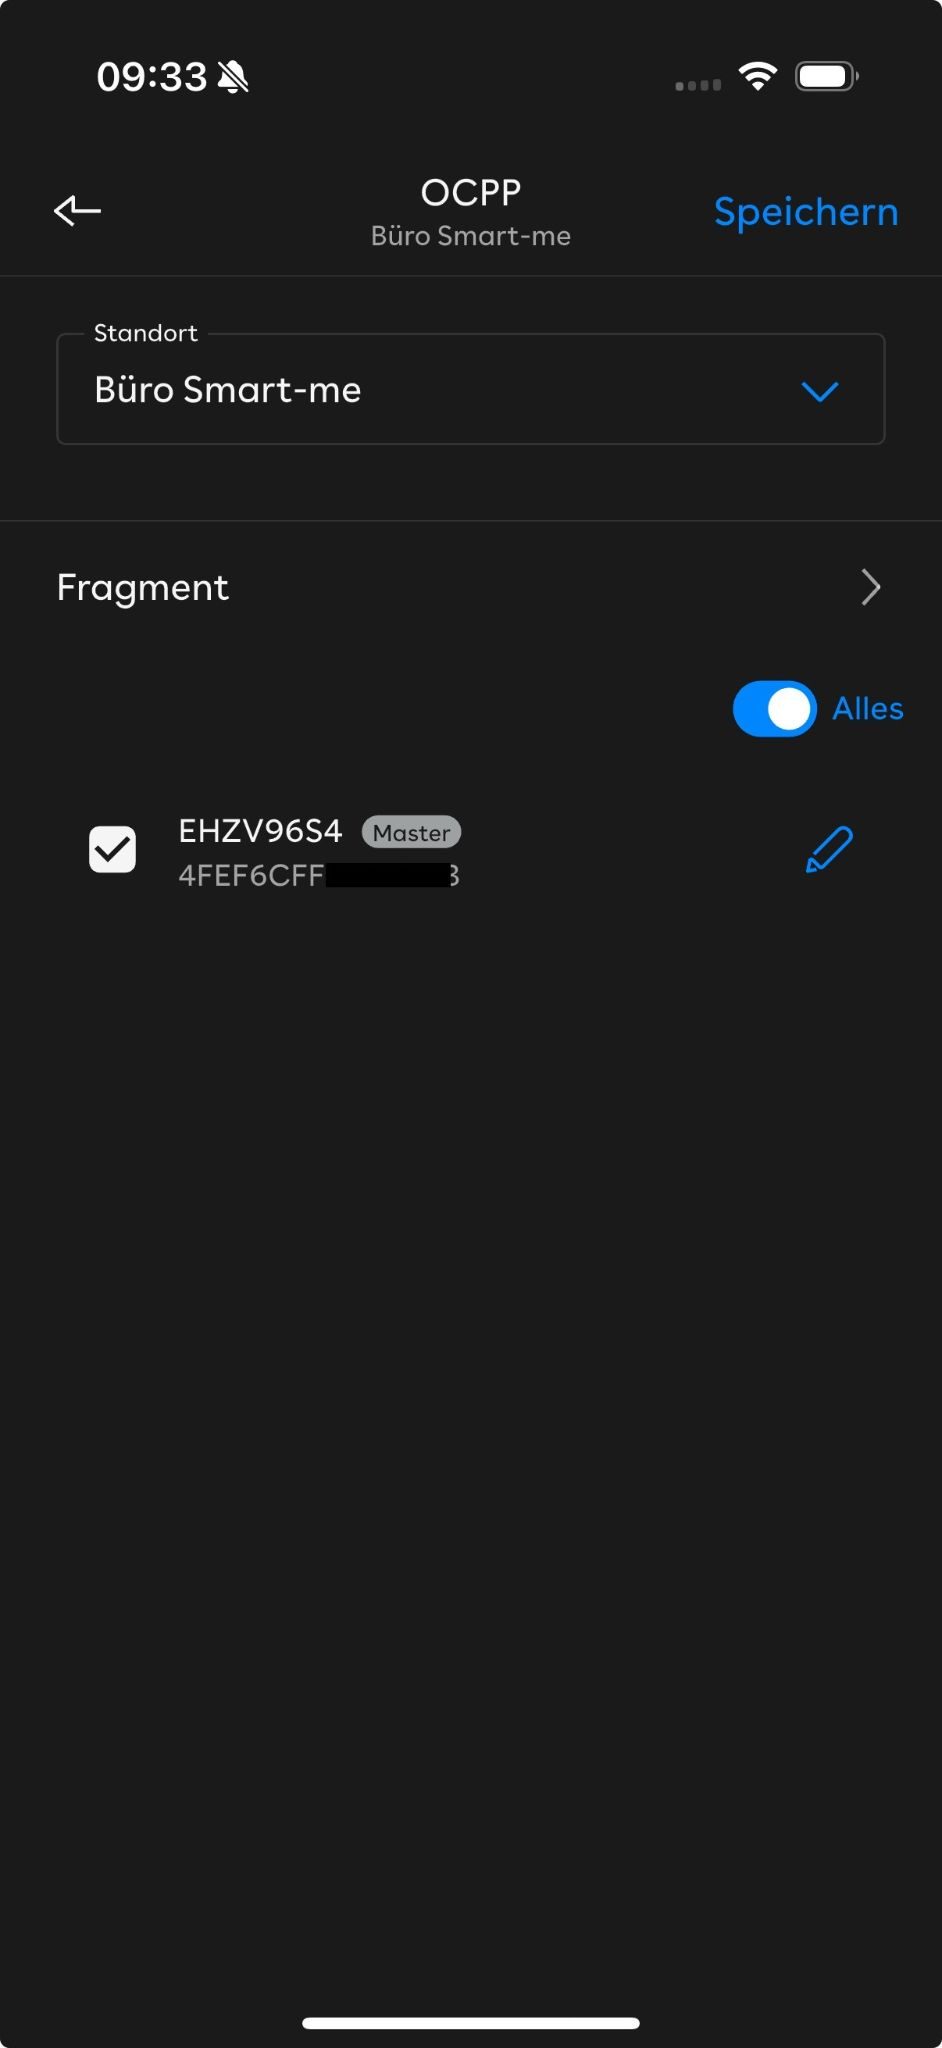 09:33
OCPP
Büro Smart-me
Speichern
Standort
Büro Smart-me
Fragment
Alles
EHZV96S4 Master
4FEF6CFF